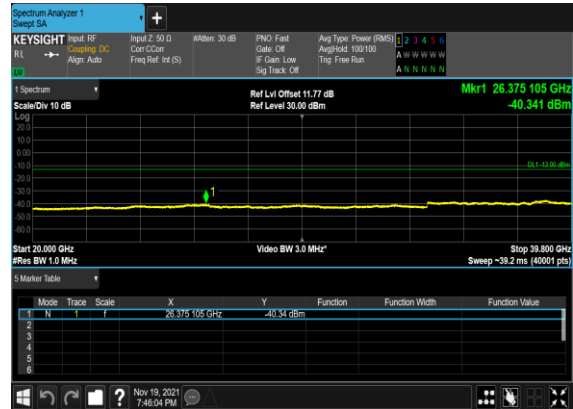 Spectrum Analyzer 1
Swept SA
KEYSIGHT Input: RF Input Z: 50 Ω #Atten: 30 dB PNO: Fast Avg Type: Power (RMS) 1 2 3 4 5 6
RL Coupling: DC Corr CCorr Gate: Off Avg|Hold: 100/100 A W W W W W
Align: Auto Freq Ref: Int (S) IF Gain: Low Trig: Free Run
Sig Track: Off A N N N N N
1 Spectrum Ref Lvl Offset 11.77 dB Mkr1 26.375 105 GHz
Scale/Div 10 dB Ref Level 30.00 dBm -40.341 dBm
Log
20.0
10.0
0.00
-10.0
DL1 -13.00 dBm
-20.0
-30.0
1
-40.0
-50.0
-60.0
Start 20.000 GHz Video BW 3.0 MHz* Stop 39.800 GHz
#Res BW 1.0 MHz Sweep ~39.2 ms (40001 pts)
5 Marker Table
Mode Trace Scale X Y Function Function Width Function Value
1 N 1 f 26.375 105 GHz -40.34 dBm
2
3
4
5
6
Nov 19, 2021
7:46:04 PM